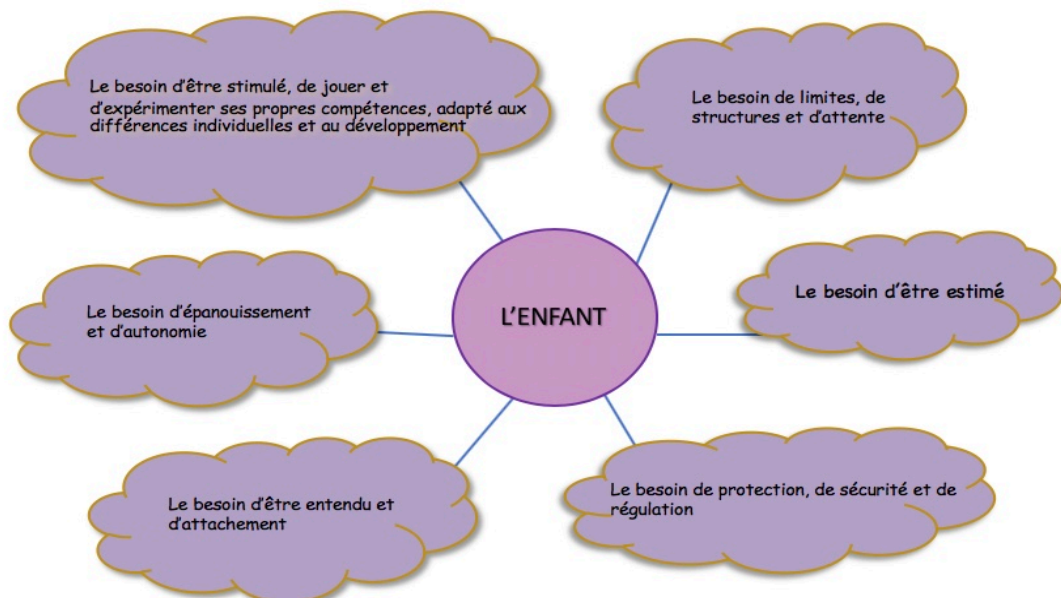 Le besoin d'être stimulé, de jouer et
d'expérimenter ses propres compétences, adapté aux
différences individuelles et au développement
Le besoin de limites, de
structures et d'attente
Le besoin d'épanouissement
et d'autonomie
L'ENFANT
Le besoin d'être estimé
Le besoin d'être entendu et
d'attachement
Le besoin de protection, de sécurité et de
régulation